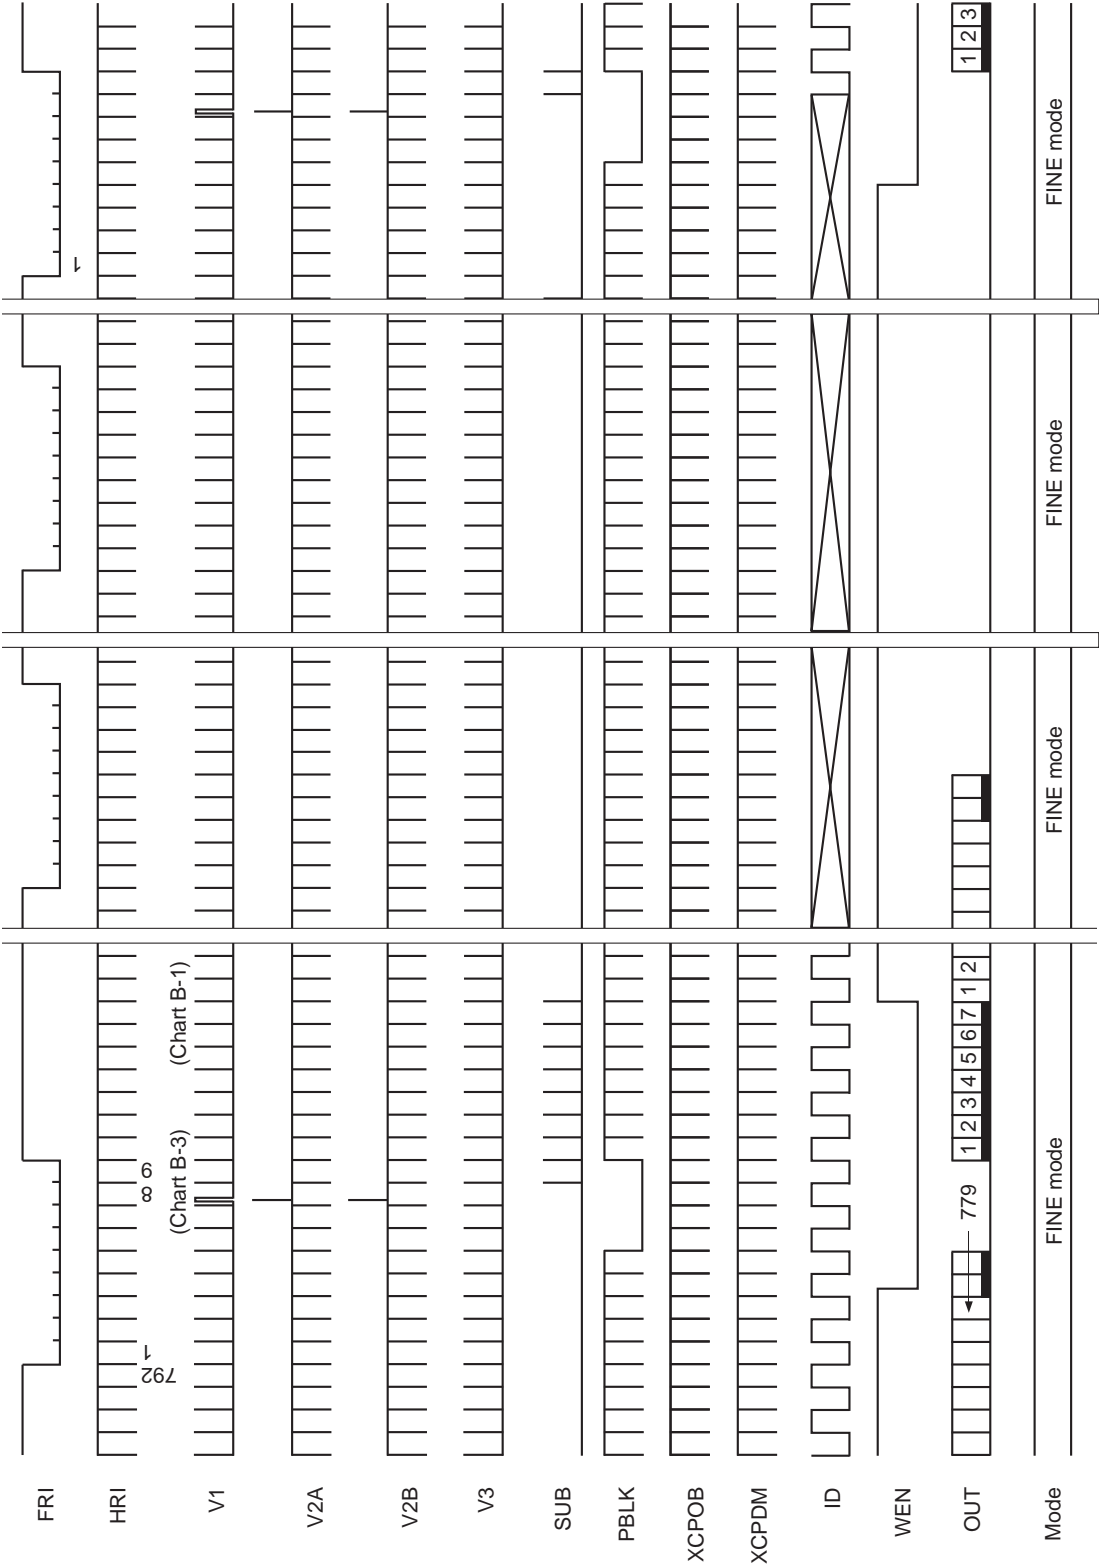 FRI
1
HRI
792
1
8
9
(Chart B-3)
(Chart B-1)
V1
V2A
V2B
V3
SUB
PBLK
XCPOB
XCPDM
ID
WEN
OUT
779
1 2 3 4 5 6 7 1 2
1 2 3
Mode
FINE mode
FINE mode
FINE mode
FINE mode